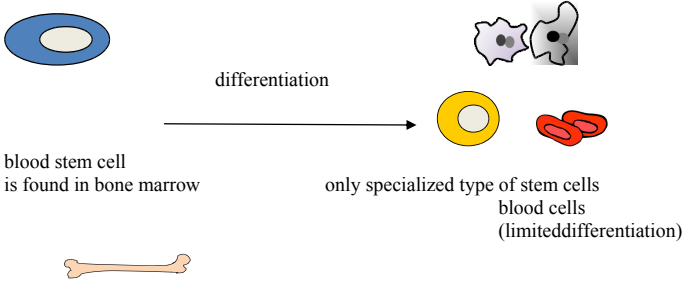 differentiation
blood stem cell
is found in bone marrow
only specialized type of stem cells
blood cells
(limiteddifferentiation)